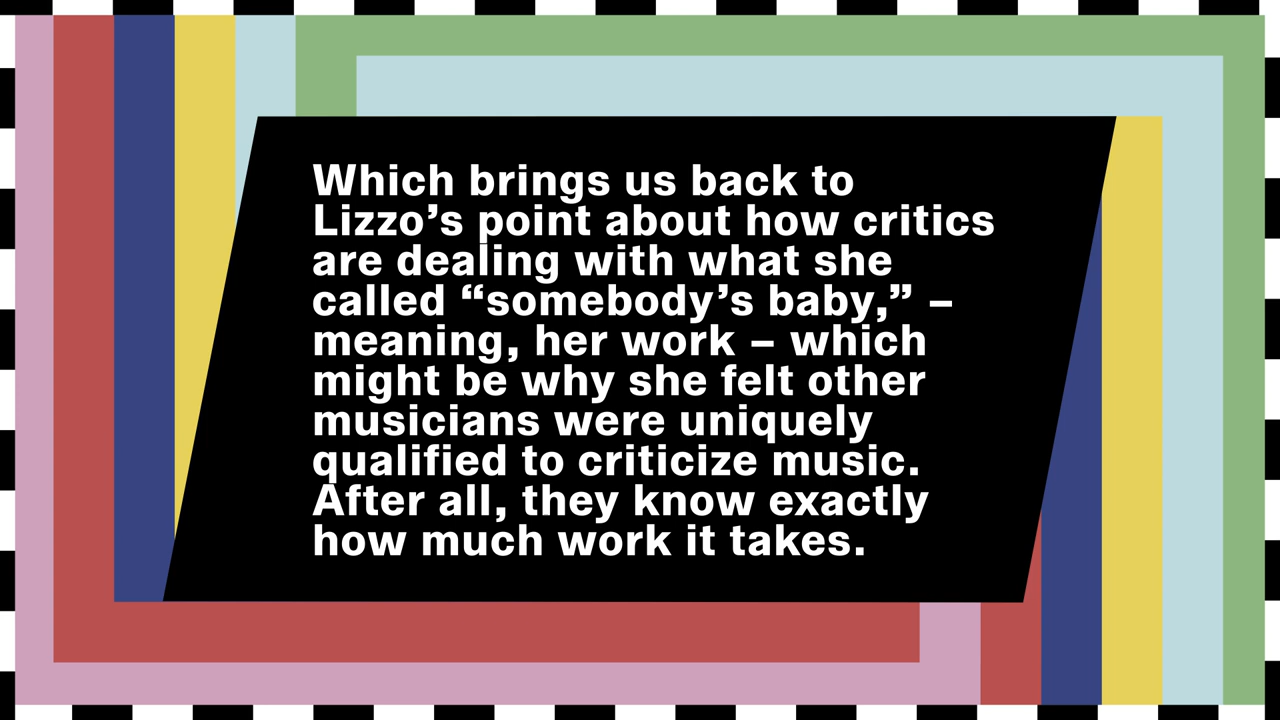 Which brings us back to
Lizzo’s point about how critics
are dealing with what she
called “somebody’s baby,” –
meaning, her work – which
might be why she felt other
musicians were uniquely
qualified to criticize music.
After all, they know exactly
how much work it takes.